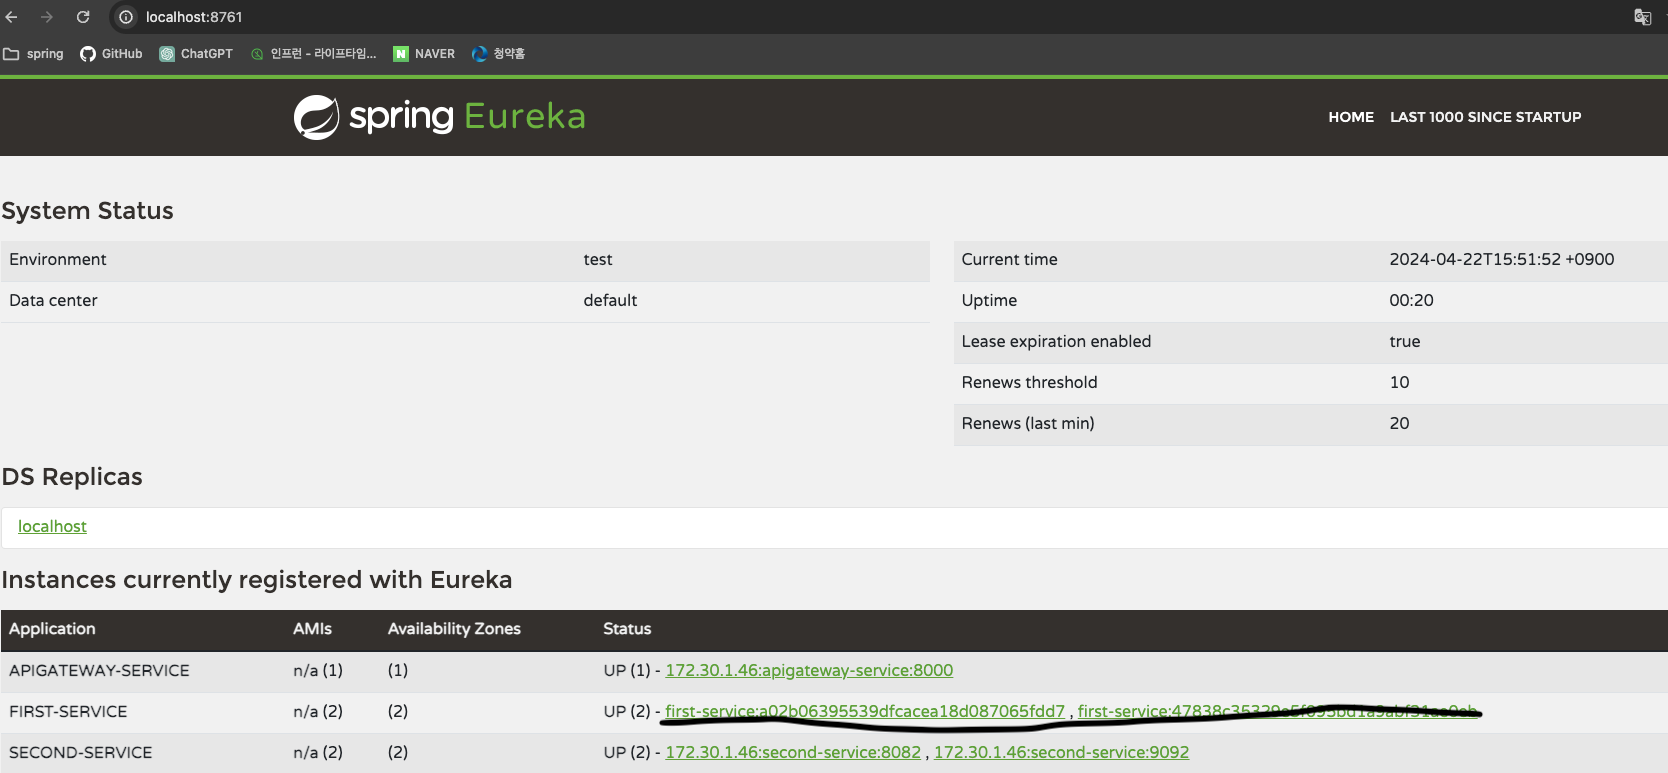 localhost:8761
spring GitHub ChatGPT 인프런 - 라이프타임... NAVER 청약홈
spring Eureka HOME LAST 1000 SINCE STARTUP
System Status
Environment test Current time 2024-04-22T15:51:52 +0900
Data center default Uptime 00:20
Lease expiration enabled true
Renews threshold 10
Renews (last min) 20
DS Replicas
localhost
Instances currently registered with Eureka
Application AMIs Availability Zones Status
APIGATEWAY-SERVICE n/a (1) (1) UP (1) - 172.30.1.46:apigateway-service:8000
FIRST-SERVICE n/a (2) (2) UP (2) - first-service:a02b06395539dfcacea18d087065fdd7 ,
SECOND-SERVICE n/a (2) (2) UP (2) - 172.30.1.46:second-service:8082 , 172.30.1.46:second-service:9092